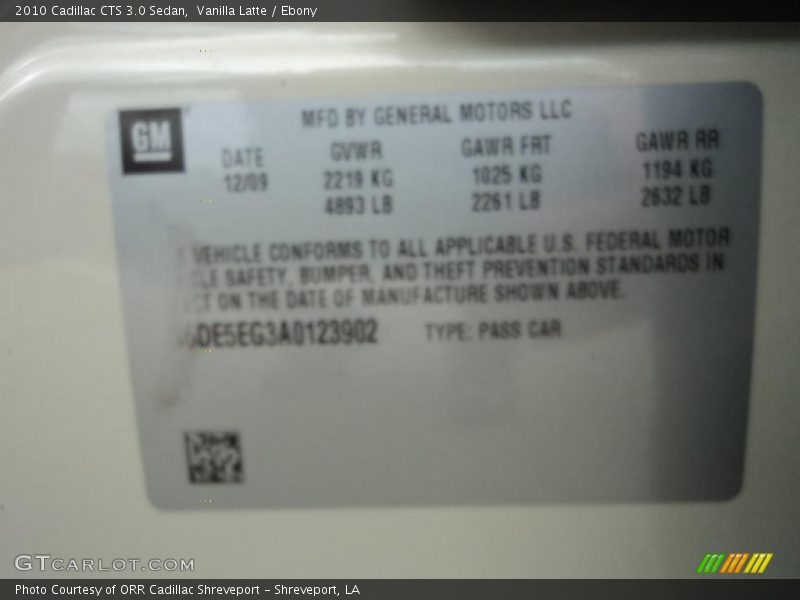 2010 Cadillac CTS 3.0 Sedan, Vanilla Latte / Ebony
GM
MFD BY GENERAL MOTORS LLC
DATE GVWR GAWR FRT GAWR RR
12/09 2219 KG 1025 KG 1194 KG
4893 LB 2261 LB 2632 LB
VEHICLE CONFORMS TO ALL APPLICABLE U.S. FEDERAL MOTOR
SAFETY, BUMPER, AND THEFT PREVENTION STANDARDS IN
ON THE DATE OF MANUFACTURE SHOWN ABOVE.
DE5EG3A0123902 TYPE: PASS CAR
GTCARLOT.COM
Photo Courtesy of ORR Cadillac Shreveport - Shreveport, LA